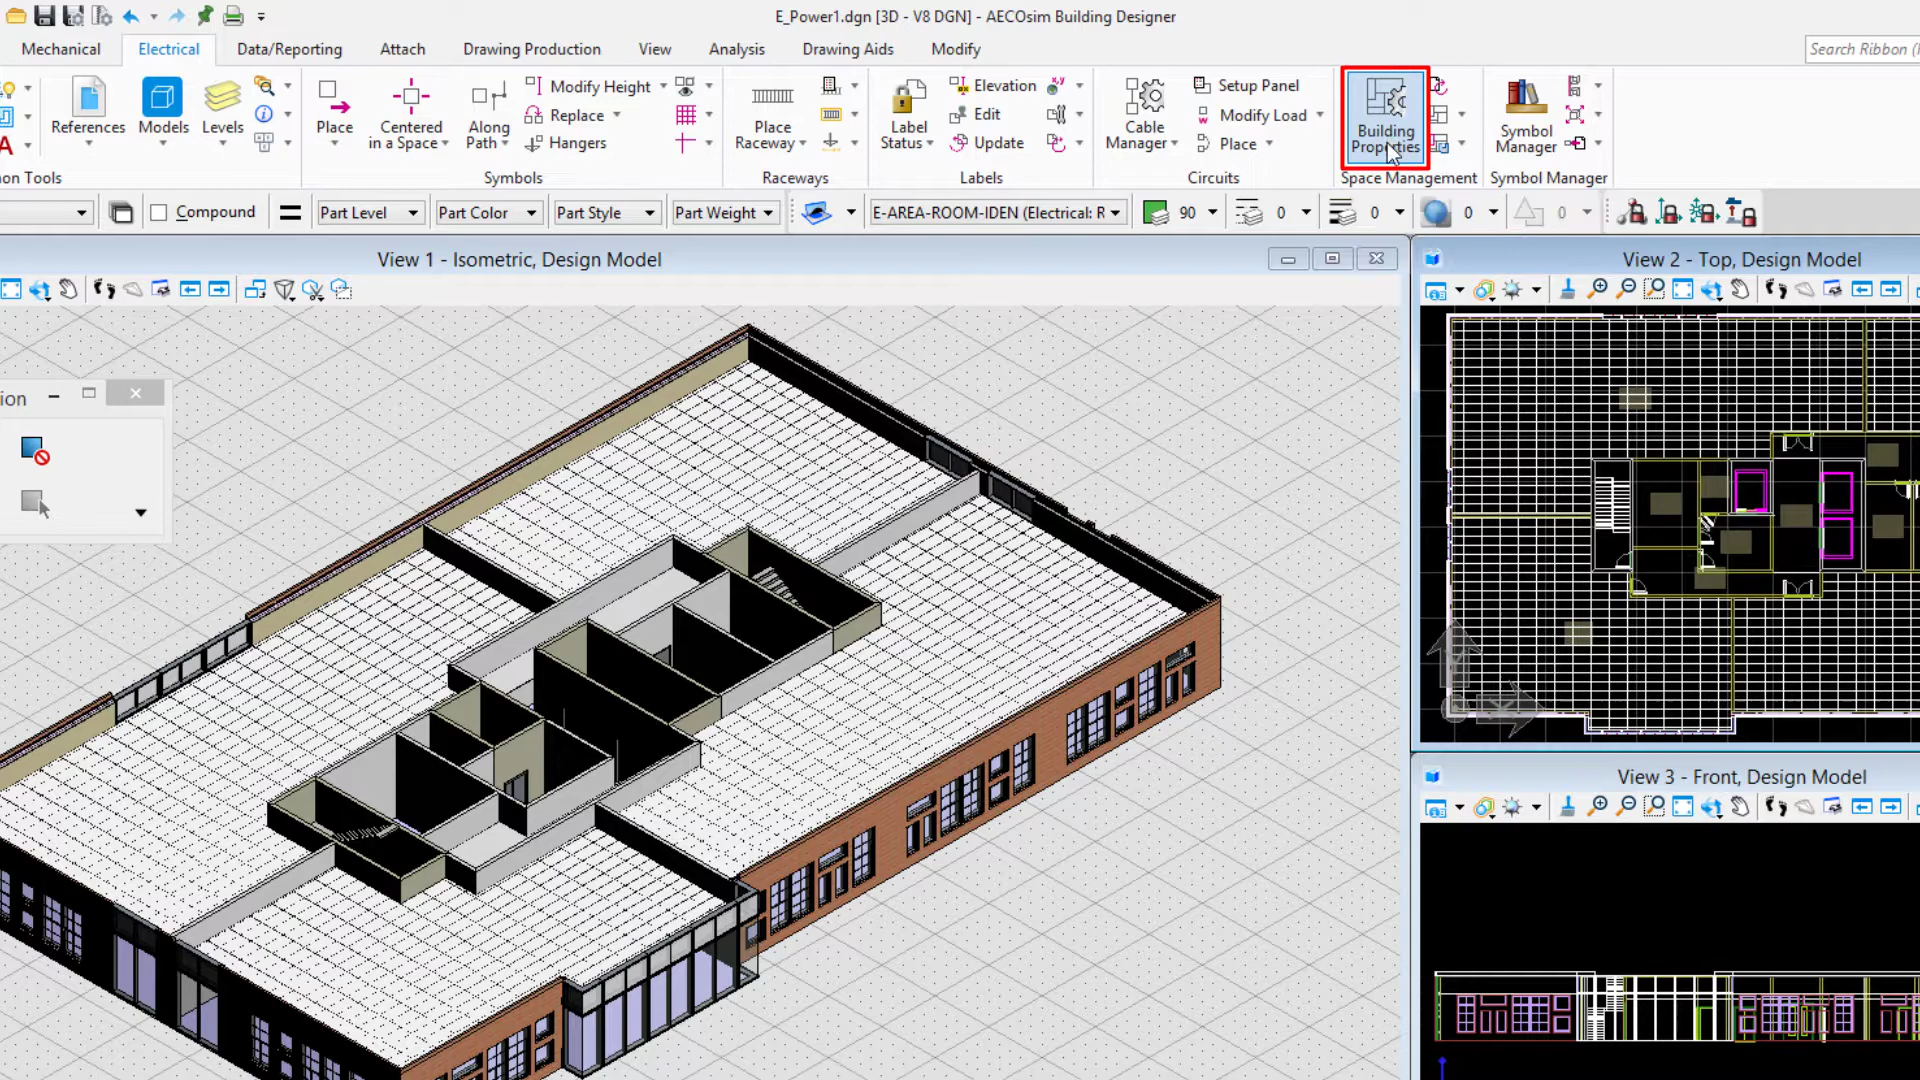 E_Power1.dgn [3D - V8 DGN] - AECOsim Building Designer
Mechanical Electrical Data/Reporting Attach Drawing Production View Analysis Drawing Aids Modify Search Ribbon (
References Models Levels
Place Centered in a Space Along Path
Modify Height
Replace
Hangers
Place Raceway
Label Status
Elevation
Edit
Update
Cable Manager
Setup Panel
Modify Load
Place
Building Properties
Symbol Manager
on Tools Symbols Raceways Labels Circuits Space Management Symbol Manager
Compound Part Level Part Color Part Style Part Weight E-AREA-ROOM-IDEN (Electrical: R 90 0 0 0 0
View 1 - Isometric, Design Model
View 2 - Top, Design Model
ion
View 3 - Front, Design Model